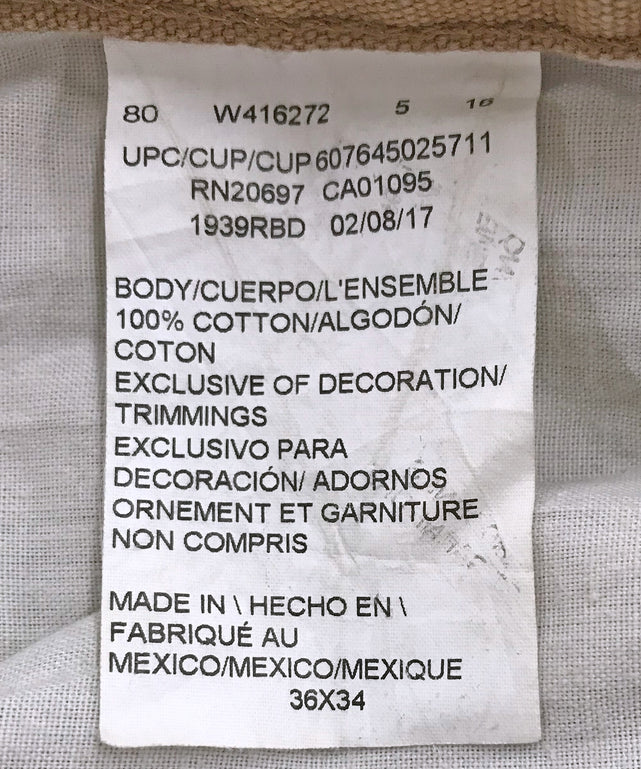 80 W416272 5 16
UPC/CUP/CUP 607645025711
RN20697 CA01095
1939RBD 02/08/17
BODY/CUERPO/L'ENSEMBLE
100% COTTON/ALGODÓN/
COTON
EXCLUSIVE OF DECORATION/
TRIMMINGS
EXCLUSIVO PARA
DECORACIÓN/ ADORNOS
ORNEMENT ET GARNITURE
NON COMPRIS
MADE IN \ HECHO EN \
FABRIQUÉ AU
MEXICO/MEXICO/MEXIQUE
36X34